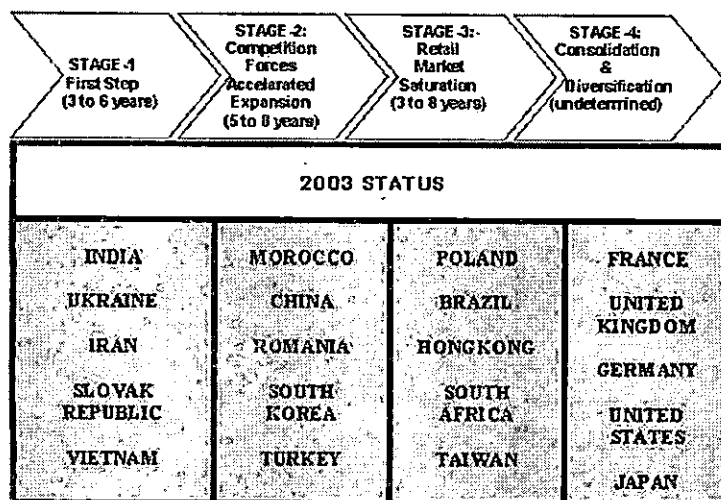 STAGE -1
First Step
(3 to 6 years)
STAGE -2:
Competition
Forces
Accelarated
Expansion
(5 to 8 years)
STAGE -3:-
Retail
Market
Saturation
(3 to 8 years)
STAGE -4:
Consolidation
&
Diversification
(undetermined)
2003 STATUS
INDIA
UKRAINE
IRAN
SLOVAK
REPUBLIC
VIETNAM
MOROCCO
CHINA
ROMANIA
SOUTH
KOREA
TURKEY
POLAND
BRAZIL
HONGKONG
SOUTH
AFRICA
TAIWAN
FRANCE
UNITED
KINGDOM
GERMANY
UNITED
STATES
JAPAN